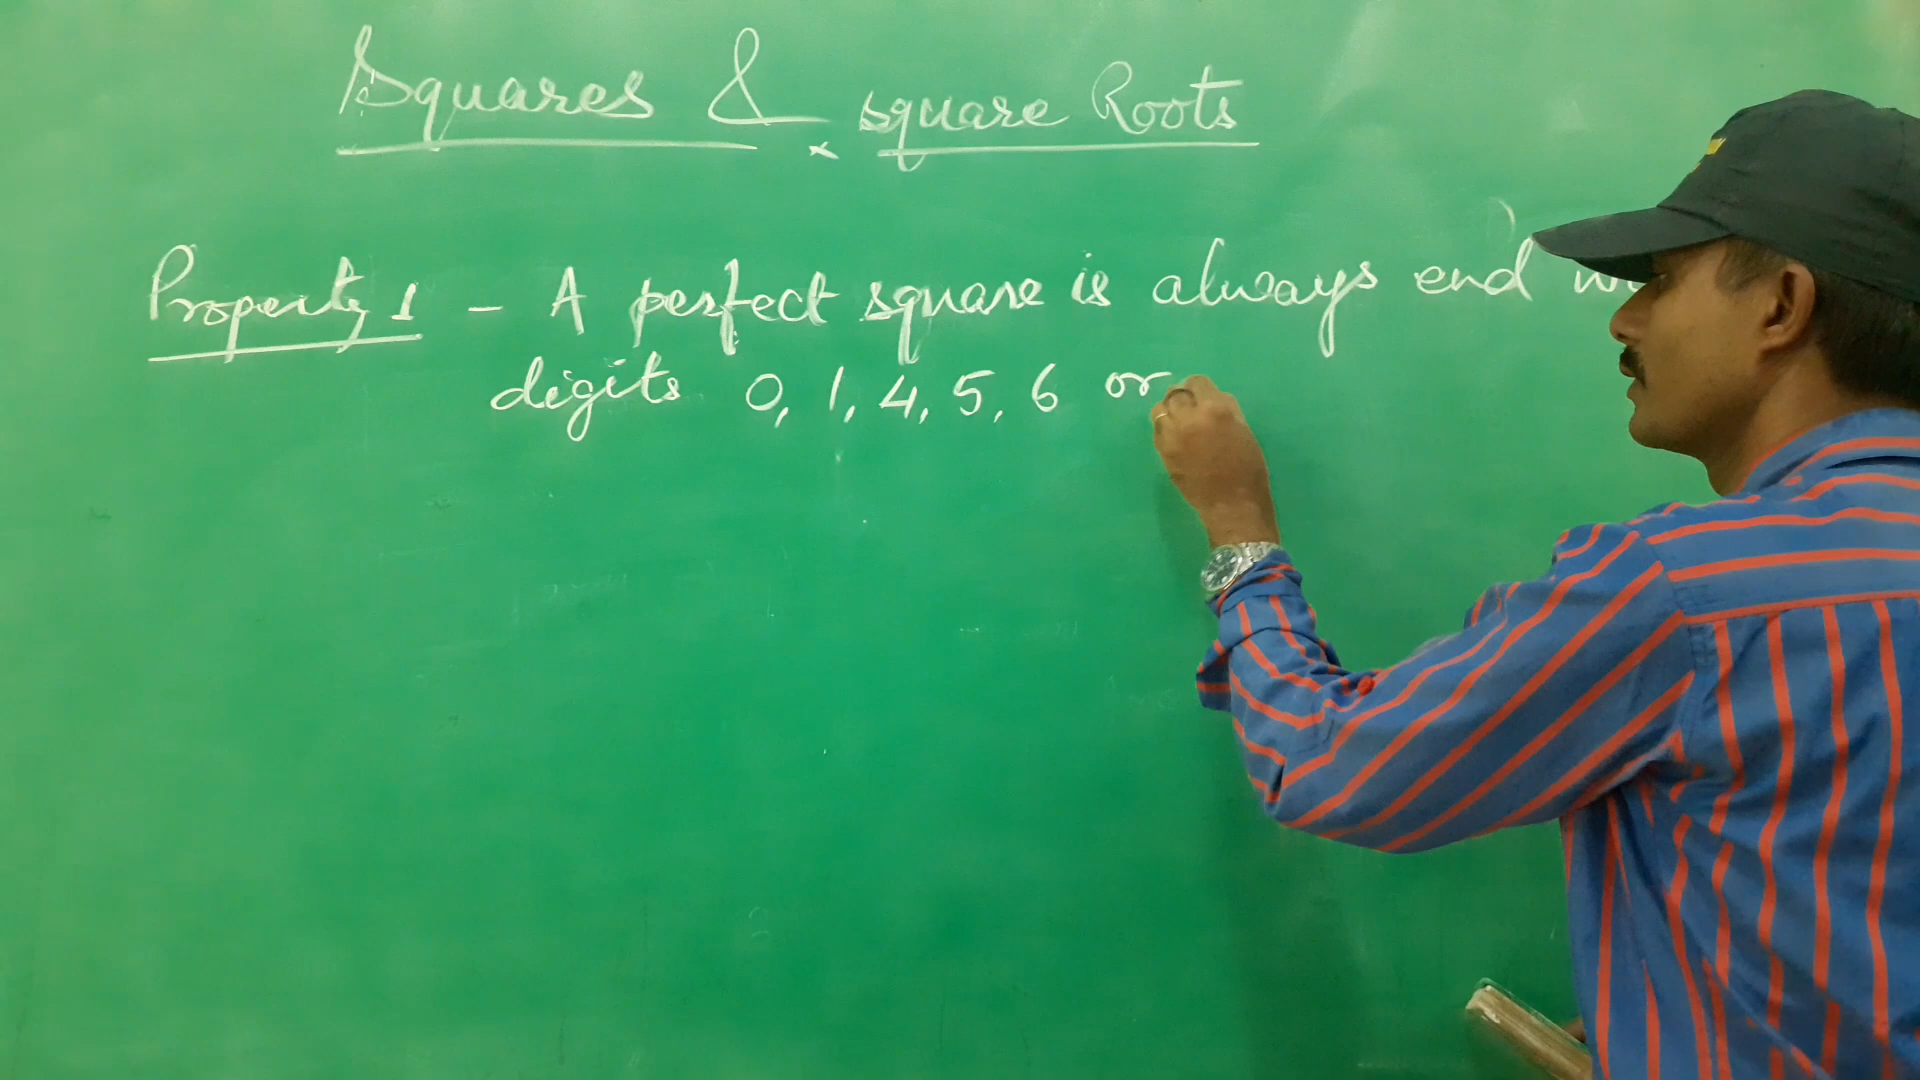 Squares & square Roots
Property 1 - A perfect square is always end
digits 0, 1, 4, 5, 6 or